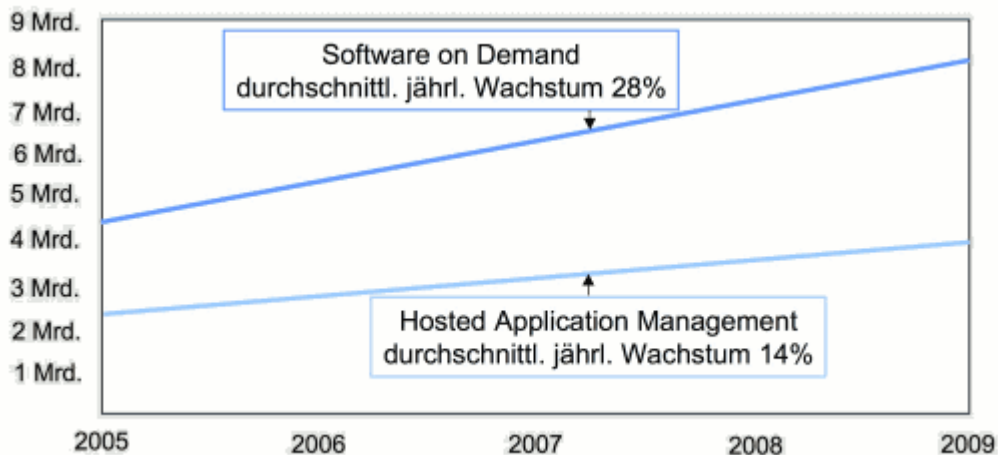 9 Mrd.
8 Mrd.
7 Mrd.
6 Mrd.
5 Mrd.
4 Mrd.
3 Mrd.
2 Mrd.
1 Mrd.
Software on Demand
durchschnittl. jährl. Wachstum 28%
Hosted Application Management
durchschnittl. jährl. Wachstum 14%
2005 2006 2007 2008 2009